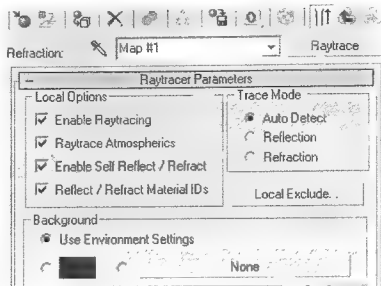 Refraction: Map #1 Raytrace
Raytracer Parameters
Local Options
Enable Raytracing
Raytrace Atmospherics
Enable Self Reflect / Refract
Reflect / Refract Material IDs
Trace Mode
Auto Detect
Reflection
Refraction
Local Exclude...
Background
Use Environment Settings
None